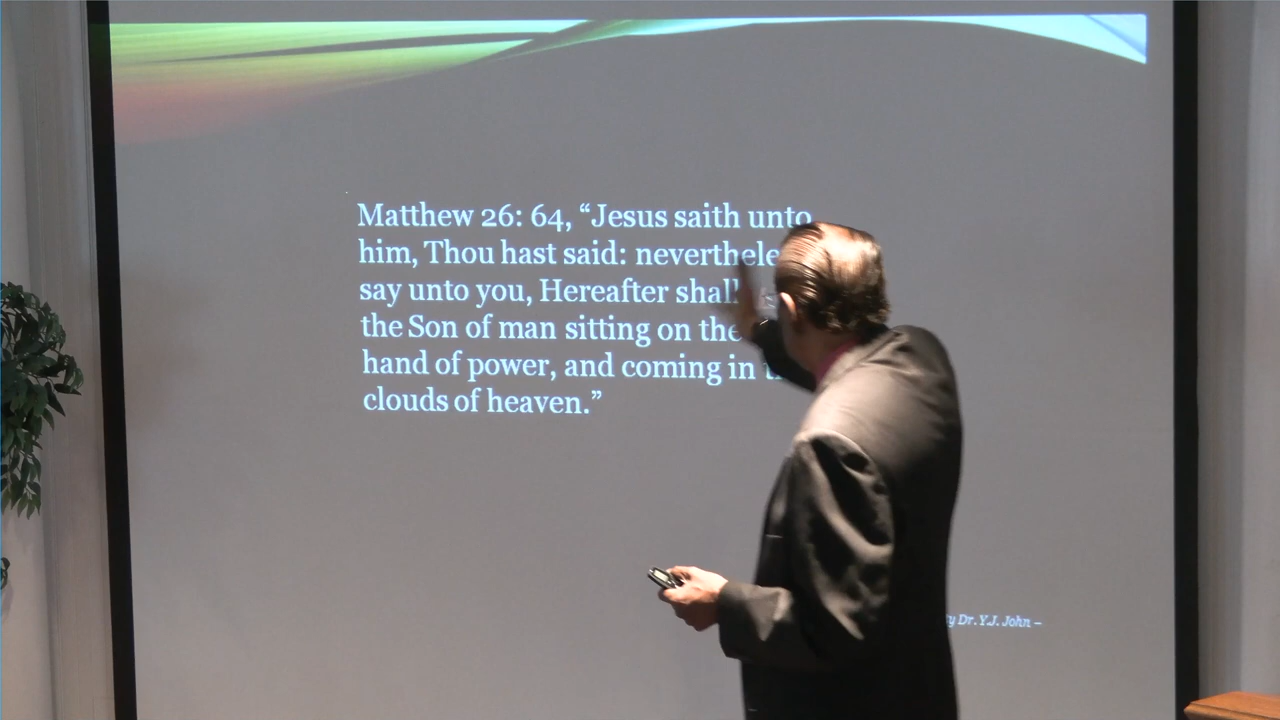 Matthew 26: 64, “Jesus saith unto
him, Thou hast said: neverthele
say unto you, Hereafter shall
the Son of man sitting on the
hand of power, and coming in
clouds of heaven.”
y Dr. Y.J. John –